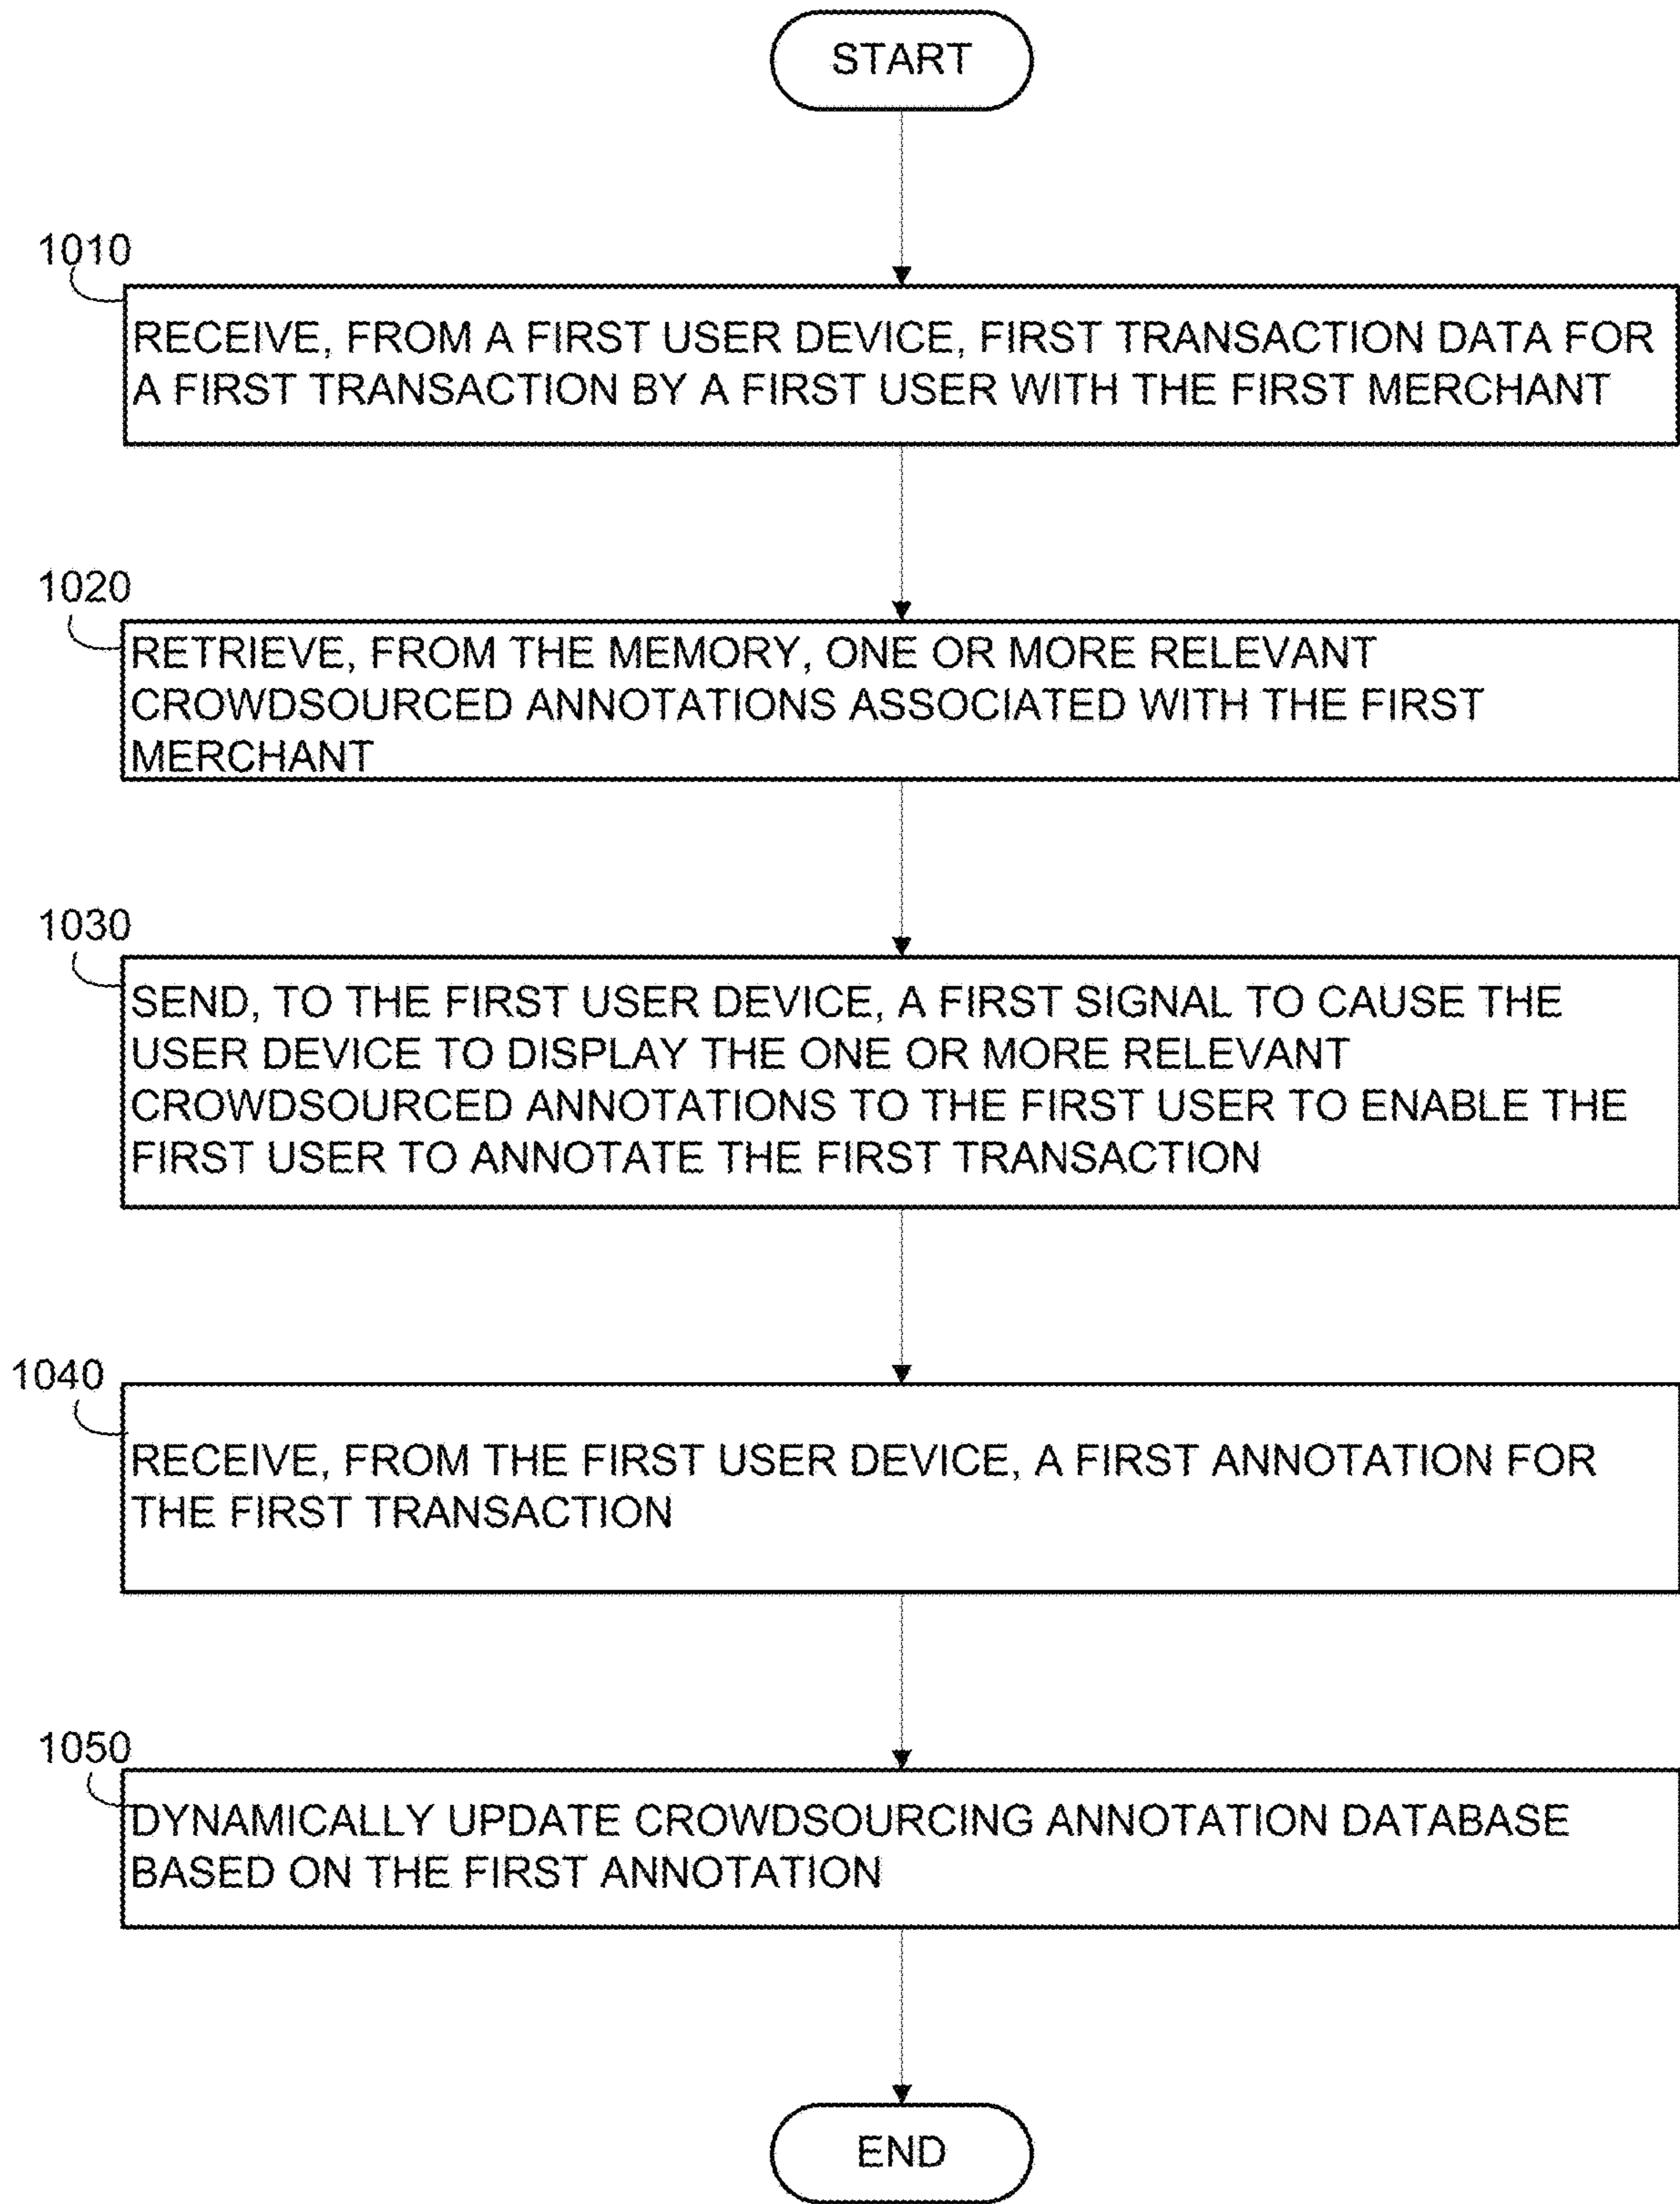 START
1010
RECEIVE, FROM A FIRST USER DEVICE, FIRST TRANSACTION DATA FOR
A FIRST TRANSACTION BY A FIRST USER WITH THE FIRST MERCHANT
1020
RETRIEVE, FROM THE MEMORY, ONE OR MORE RELEVANT
CROWDSOURCED ANNOTATIONS ASSOCIATED WITH THE FIRST
MERCHANT
1030
SEND, TO THE FIRST USER DEVICE, A FIRST SIGNAL TO CAUSE THE
USER DEVICE TO DISPLAY THE ONE OR MORE RELEVANT
CROWDSOURCED ANNOTATIONS TO THE FIRST USER TO ENABLE THE
FIRST USER TO ANNOTATE THE FIRST TRANSACTION
1040
RECEIVE, FROM THE FIRST USER DEVICE, A FIRST ANNOTATION FOR
THE FIRST TRANSACTION
1050
DYNAMICALLY UPDATE CROWDSOURCING ANNOTATION DATABASE
BASED ON THE FIRST ANNOTATION
END